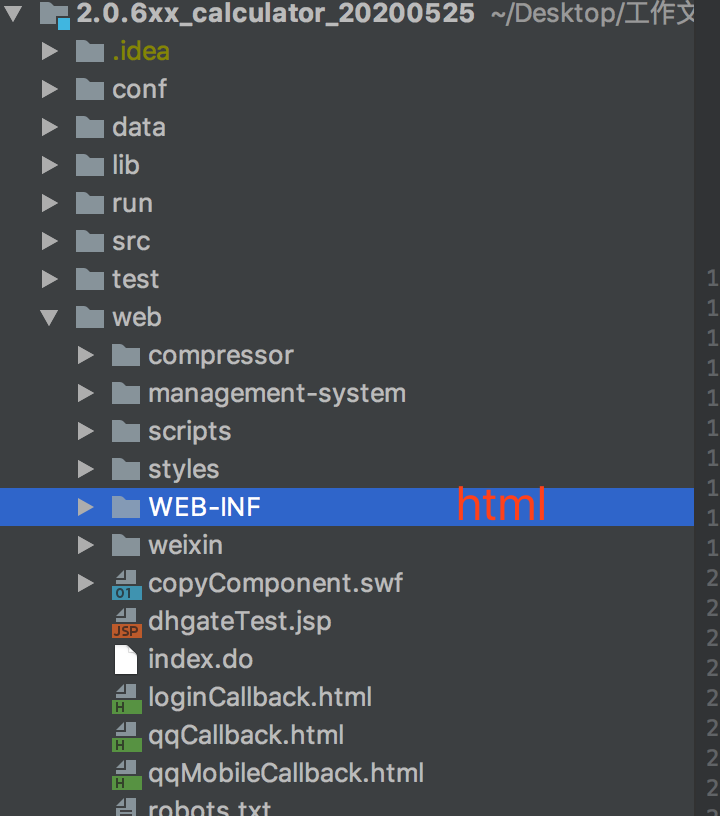 2.0.6xx_calculator_20200525 ~/Desktop/工作文
.idea
conf
data
lib
run
src
test
web
compressor
management-system
scripts
styles
WEB-INF html
weixin
01 copyComponent.swf
JSP dhgateTest.jsp
index.do
H loginCallback.html
H qqCallback.html
H qqMobileCallback.html
robots.txt
1
1
1
1
1
1
1
1
1
1
2
2
2
2
2
2
2
2